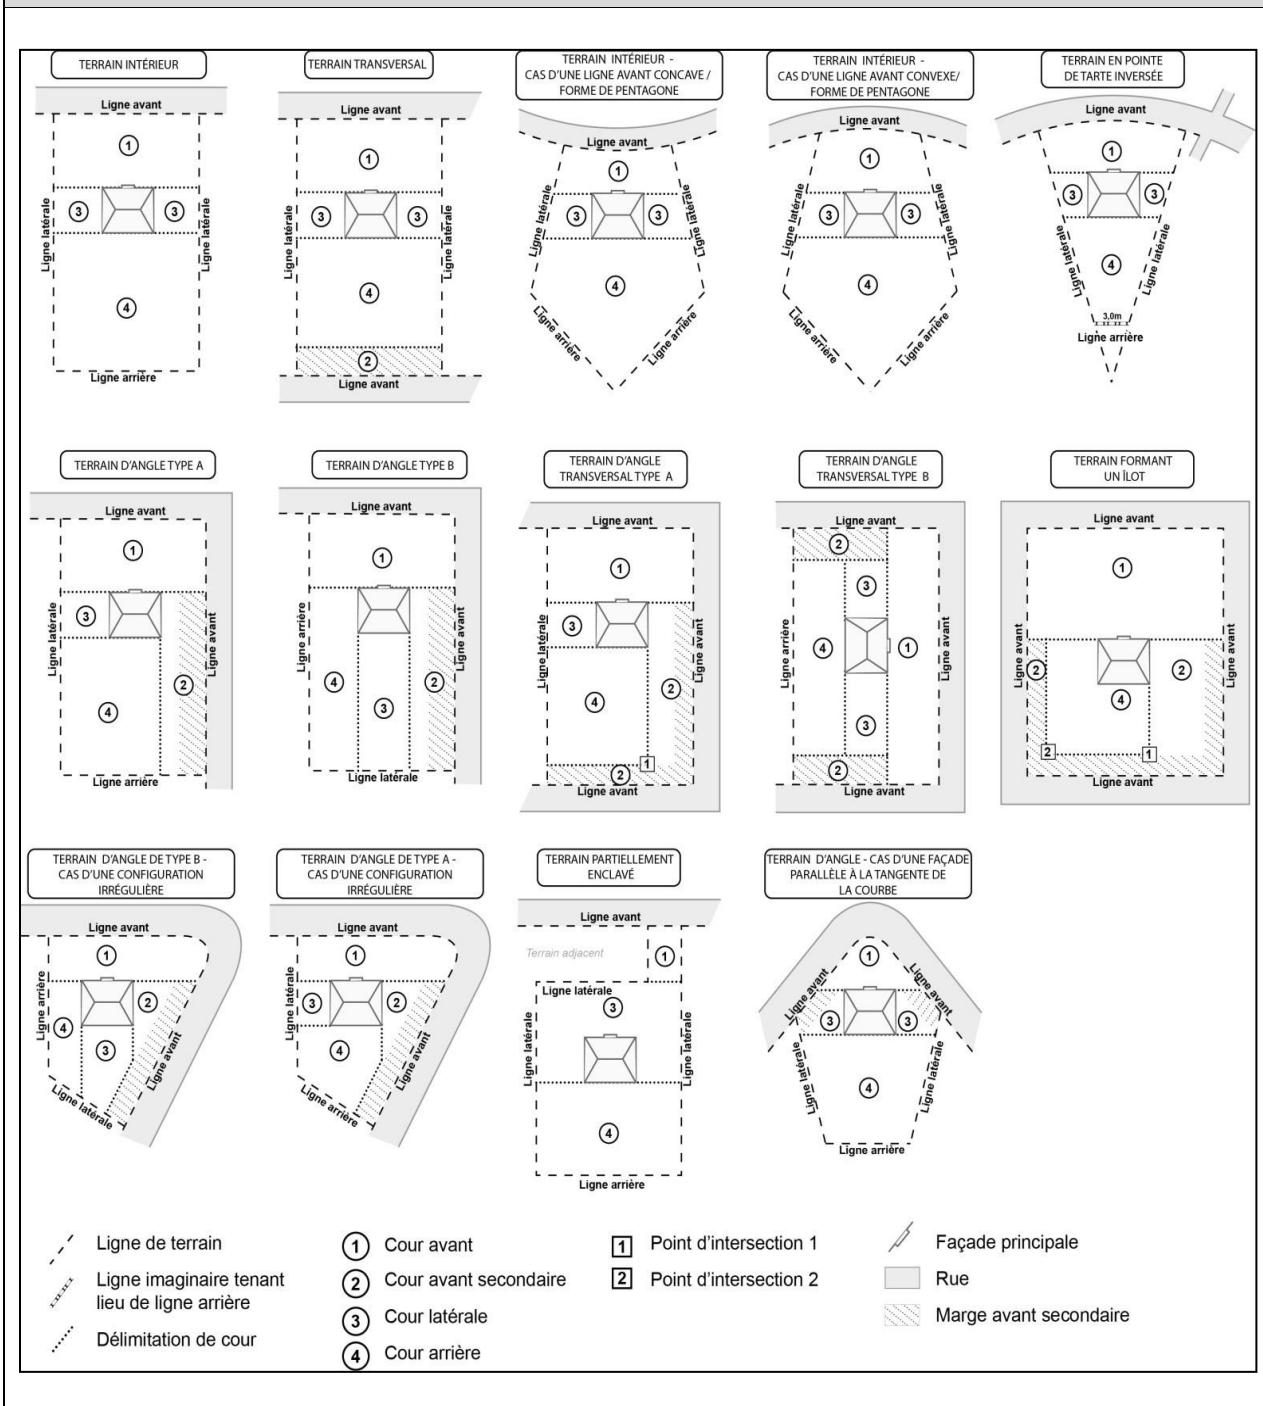 TERRAIN INTÉRIEUR
Ligne avant
1
3
3
Ligne latérale
Ligne latérale
4
Ligne arrière
TERRAIN TRANSVERSAL
Ligne avant
1
3
3
Ligne latérale
Ligne latérale
4
2
Ligne avant
TERRAIN INTÉRIEUR -
CAS D'UNE LIGNE AVANT CONCAVE /
FORME DE PENTAGONE
Ligne avant
1
3
3
Ligne latérale
Ligne latérale
4
Ligne arrière
Ligne arrière
TERRAIN INTÉRIEUR -
CAS D'UNE LIGNE AVANT CONVEXE/
FORME DE PENTAGONE
Ligne avant
1
3
3
Ligne latérale
Ligne latérale
4
Ligne arrière
Ligne arrière
TERRAIN EN POINTE
DE TARTE INVERSÉE
Ligne avant
1
3
3
Ligne latérale
Ligne latérale
4
3,0m
Ligne arrière
TERRAIN D'ANGLE TYPE A
Ligne avant
1
3
Ligne latérale
Ligne avant
2
4
Ligne arrière
TERRAIN D'ANGLE TYPE B
Ligne avant
1
Ligne arrière
Ligne avant
4
2
3
Ligne latérale
TERRAIN D'ANGLE
TRANSVERSAL TYPE A
Ligne avant
1
3
Ligne latérale
Ligne avant
2
4
1
2
Ligne avant
TERRAIN D'ANGLE
TRANSVERSAL TYPE B
Ligne avant
2
3
Ligne arrière
4
1
Ligne avant
3
2
Ligne avant
TERRAIN FORMANT
UN ÎLOT
Ligne avant
1
Ligne avant
Ligne avant
2
2
4
2
1
Ligne avant
TERRAIN D'ANGLE DE TYPE B -
CAS D'UNE CONFIGURATION
IRRÉGULIÈRE
Ligne avant
1
Ligne arrière
2
4
3
Ligne avant
Ligne latérale
TERRAIN D'ANGLE DE TYPE A -
CAS D'UNE CONFIGURATION
IRRÉGULIÈRE
Ligne avant
1
Ligne latérale
3
2
4
Ligne avant
Ligne arrière
TERRAIN PARTIELLEMENT
ENCLAVÉ
Ligne avant
Terrain adjacent
1
Ligne latérale
3
Ligne latérale
Ligne latérale
4
Ligne arrière
TERRAIN D'ANGLE - CAS D'UNE FAÇADE
PARALLÈLE À LA TANGENTE DE
LA COURBE
1
Ligne avant
Ligne avant
3
3
Ligne latérale
Ligne latérale
4
Ligne arrière
Ligne de terrain
Ligne imaginaire tenant
lieu de ligne arrière
Délimitation de cour
1 Cour avant
2 Cour avant secondaire
3 Cour latérale
4 Cour arrière
1 Point d'intersection 1
2 Point d'intersection 2
Façade principale
Rue
Marge avant secondaire